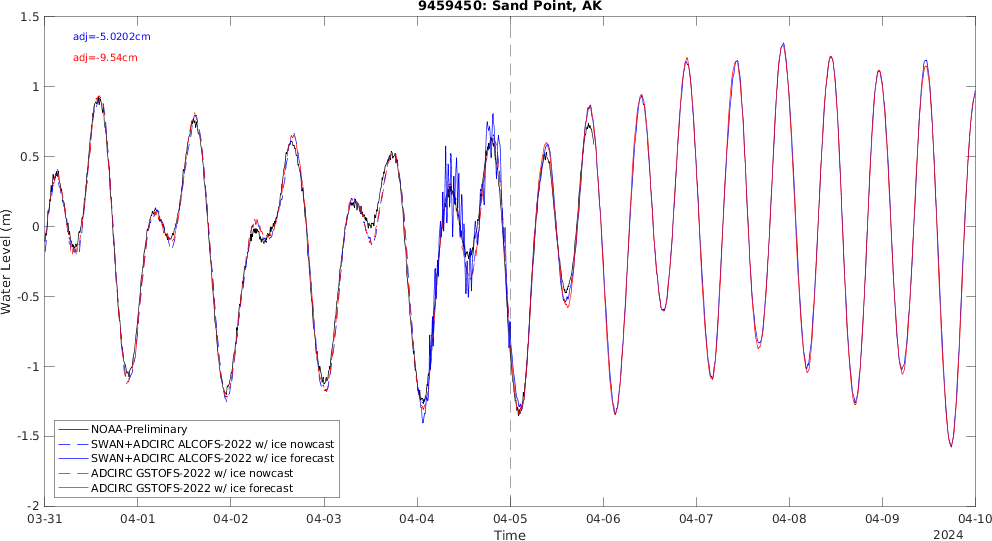 9459450: Sand Point, AK
adj=-5.0202cm
adj=-9.54cm
Water Level (m)
1.5
1
0.5
0
-0.5
-1
-1.5
-2
NOAA-Preliminary
SWAN+ADCIRC ALCOFS-2022 w/ ice nowcast
SWAN+ADCIRC ALCOFS-2022 w/ ice forecast
ADCIRC GSTOFS-2022 w/ ice nowcast
ADCIRC GSTOFS-2022 w/ ice forecast
03-31 04-01 04-02 04-03 04-04 04-05 04-06 04-07 04-08 04-09 04-10
Time
2024